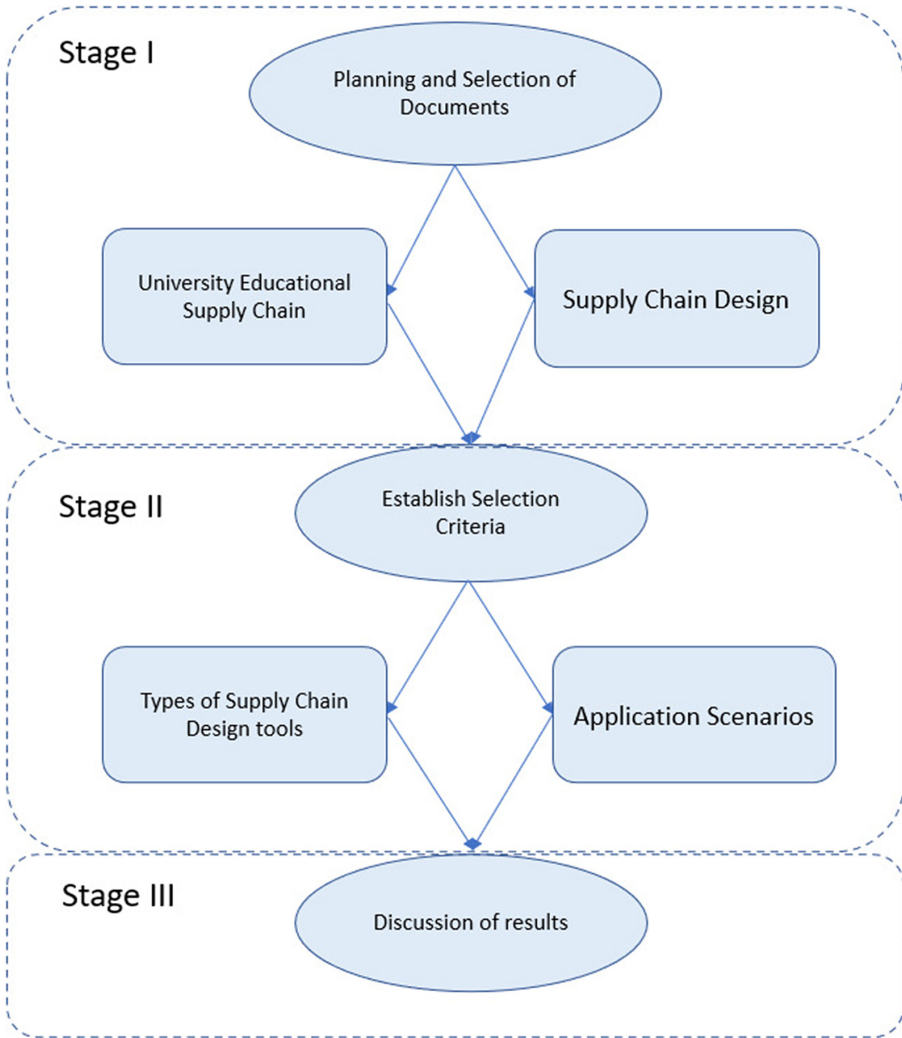 Stage I
Planning and Selection of
Documents
University Educational
Supply Chain
Supply Chain Design
Stage II
Establish Selection
Criteria
Types of Supply Chain
Design tools
Application Scenarios
Stage III
Discussion of results